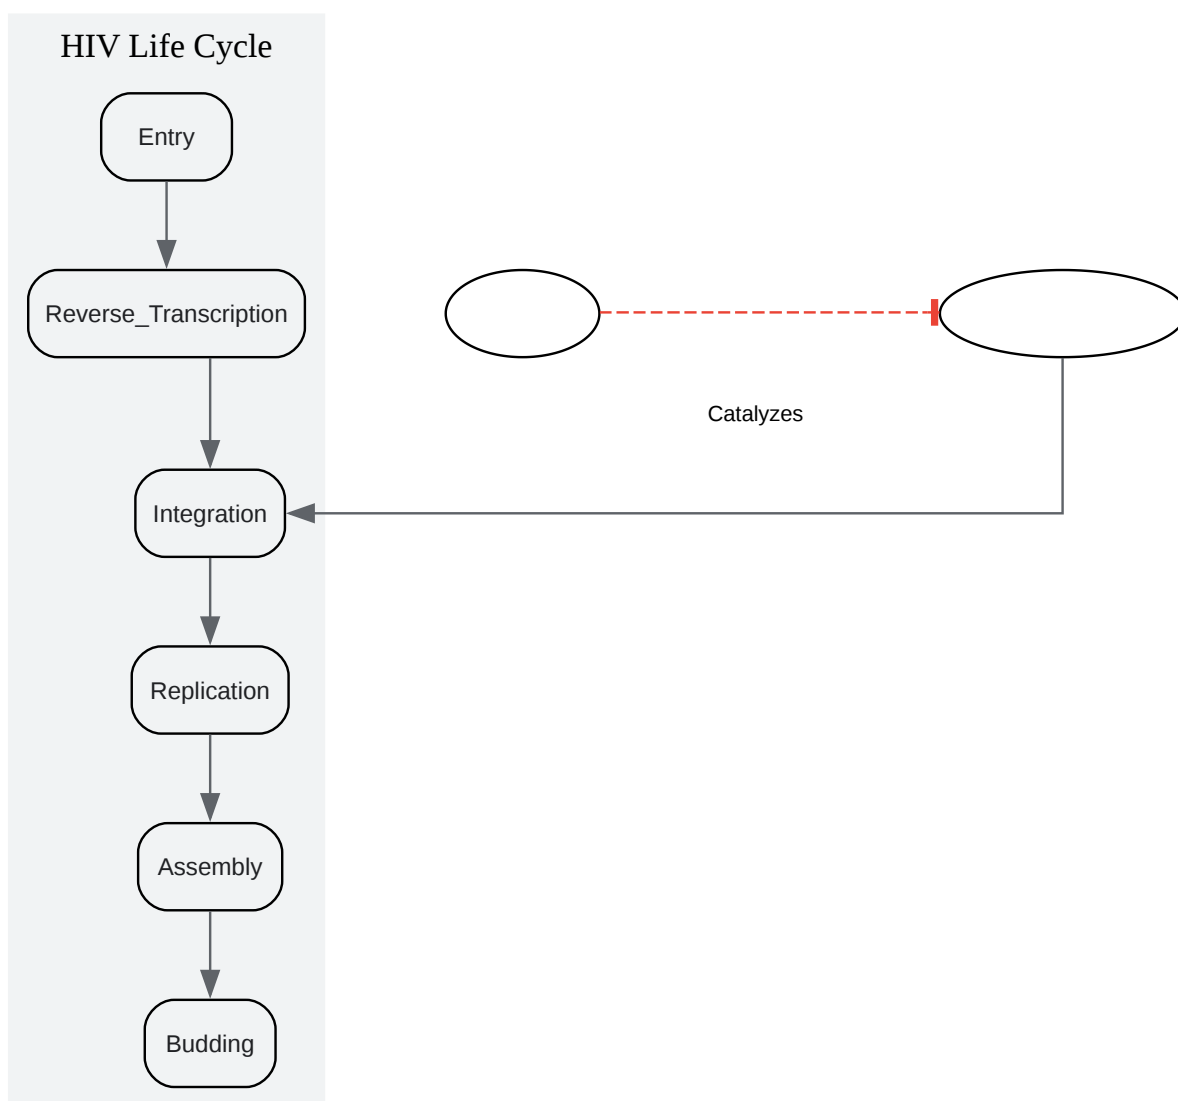 HIV Life Cycle
Entry
Reverse_Transcription
Catalyzes
Integration
Replication
Assembly
Budding